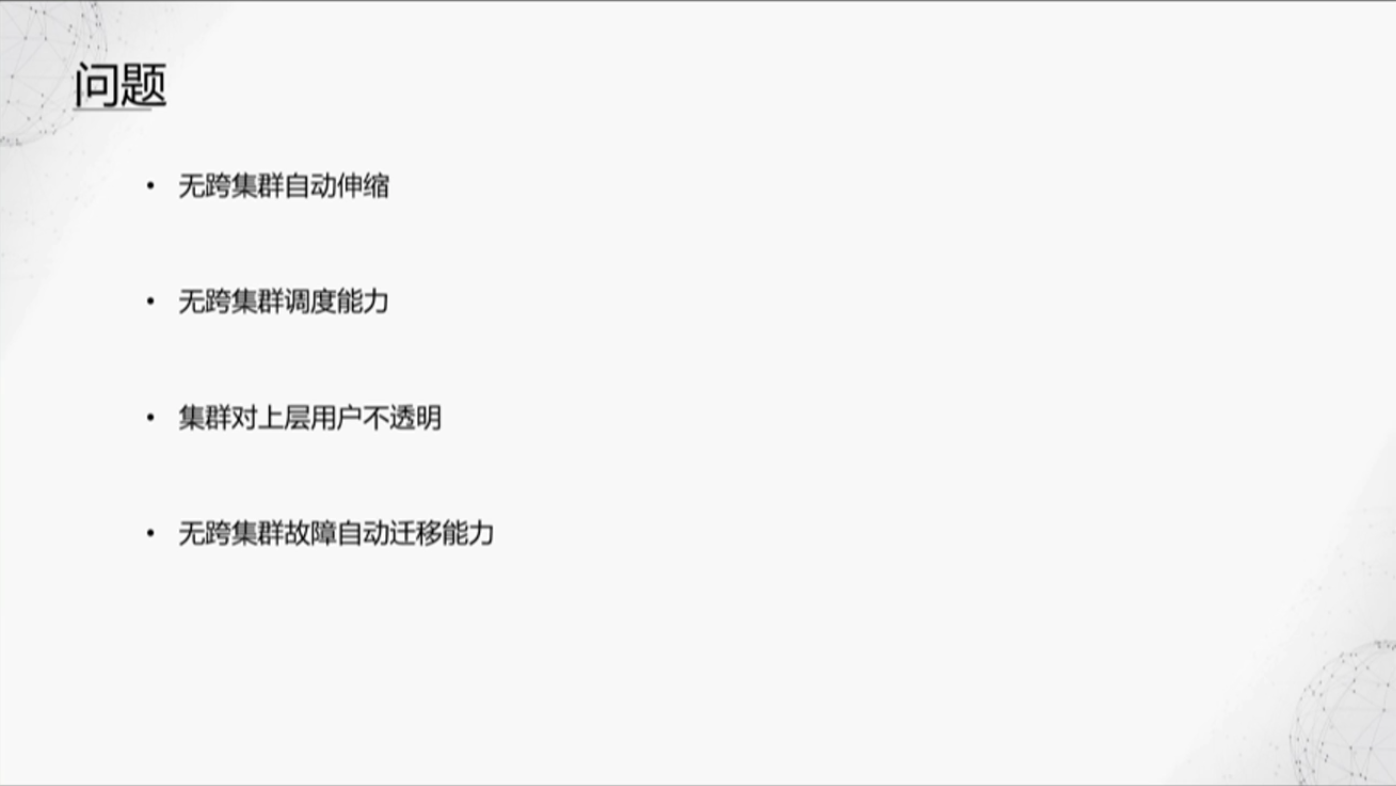 问题
• 无跨集群自动伸缩
• 无跨集群调度能力
• 集群对上层用户不透明
• 无跨集群故障自动迁移能力